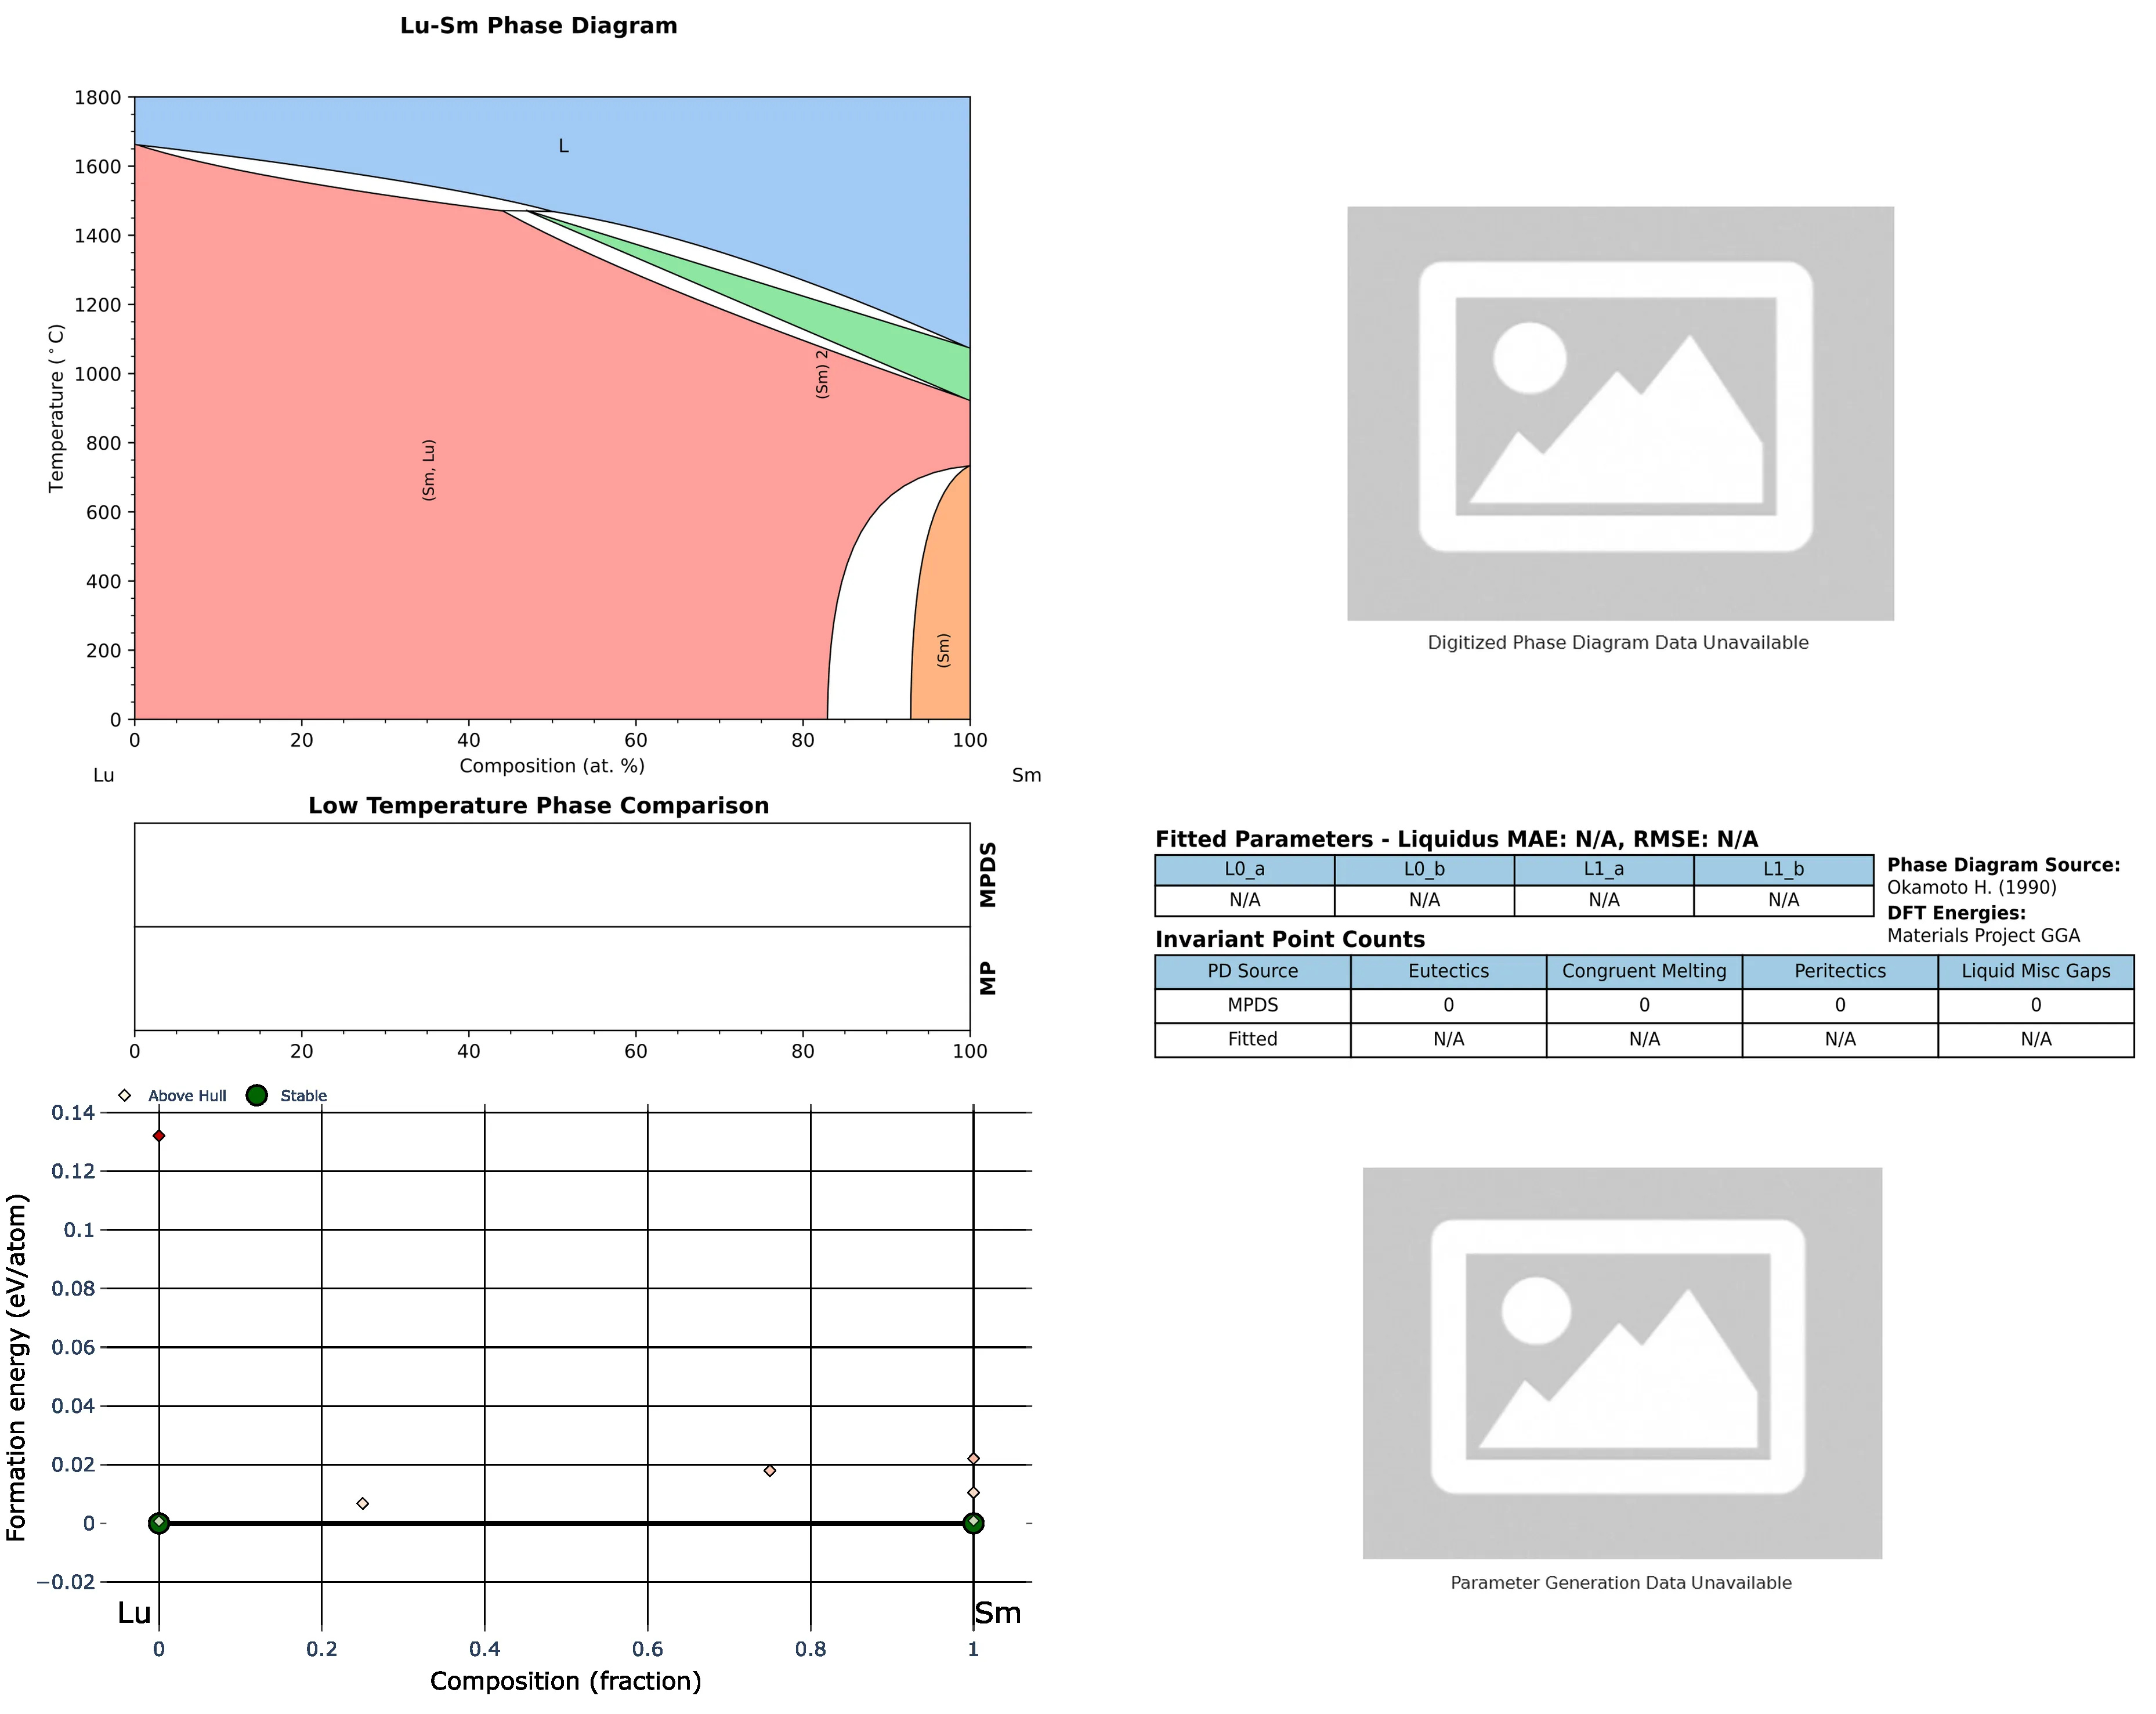 Lu-Sm Phase Diagram
1800
1600
1400
1200
1000
800
600
400
200
0
Temperature (°C)
L
(Sm) 2
(Sm, Lu)
(Sm)
0 20 40 60 80 100
Composition (at. %)
Lu Sm
Digitized Phase Diagram Data Unavailable
Low Temperature Phase Comparison
MPDS
MP
0 20 40 60 80 100
Fitted Parameters - Liquidus MAE: N/A, RMSE: N/A
L0_a L0_b L1_a L1_b
N/A N/A N/A N/A
Phase Diagram Source:
Okamoto H. (1990)
DFT Energies:
Materials Project GGA
Invariant Point Counts
PD Source Eutectics Congruent Melting Peritectics Liquid Misc Gaps
MPDS 0 0 0 0
Fitted N/A N/A N/A N/A
Above Hull Stable
0.14
0.12
0.1
0.08
0.06
0.04
0.02
0
−0.02
Formation energy (eV/atom)
Lu Sm
0 0.2 0.4 0.6 0.8 1
Composition (fraction)
Parameter Generation Data Unavailable